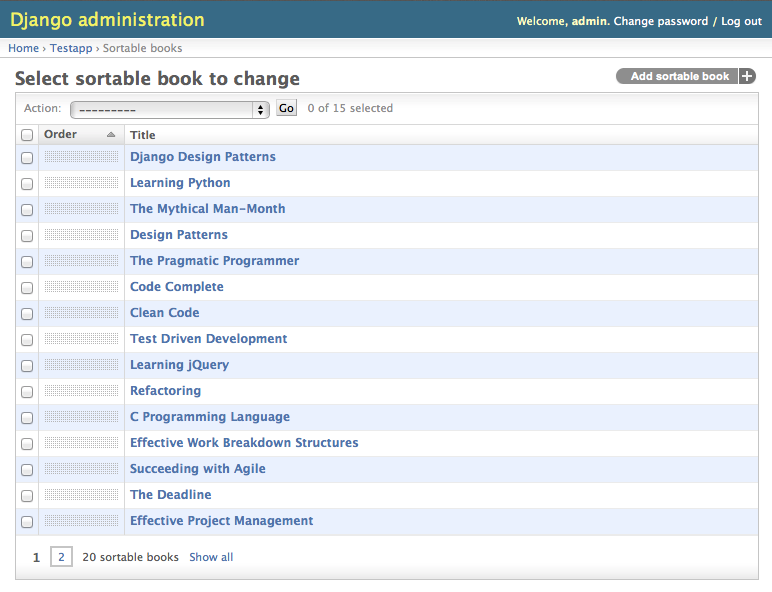 Django administration
Welcome, admin. Change password / Log out
Home › Testapp › Sortable books
Select sortable book to change
Add sortable book +
Action: --------- Go 0 of 15 selected
Order Title
Django Design Patterns
Learning Python
The Mythical Man-Month
Design Patterns
The Pragmatic Programmer
Code Complete
Clean Code
Test Driven Development
Learning jQuery
Refactoring
C Programming Language
Effective Work Breakdown Structures
Succeeding with Agile
The Deadline
Effective Project Management
1 2 20 sortable books Show all